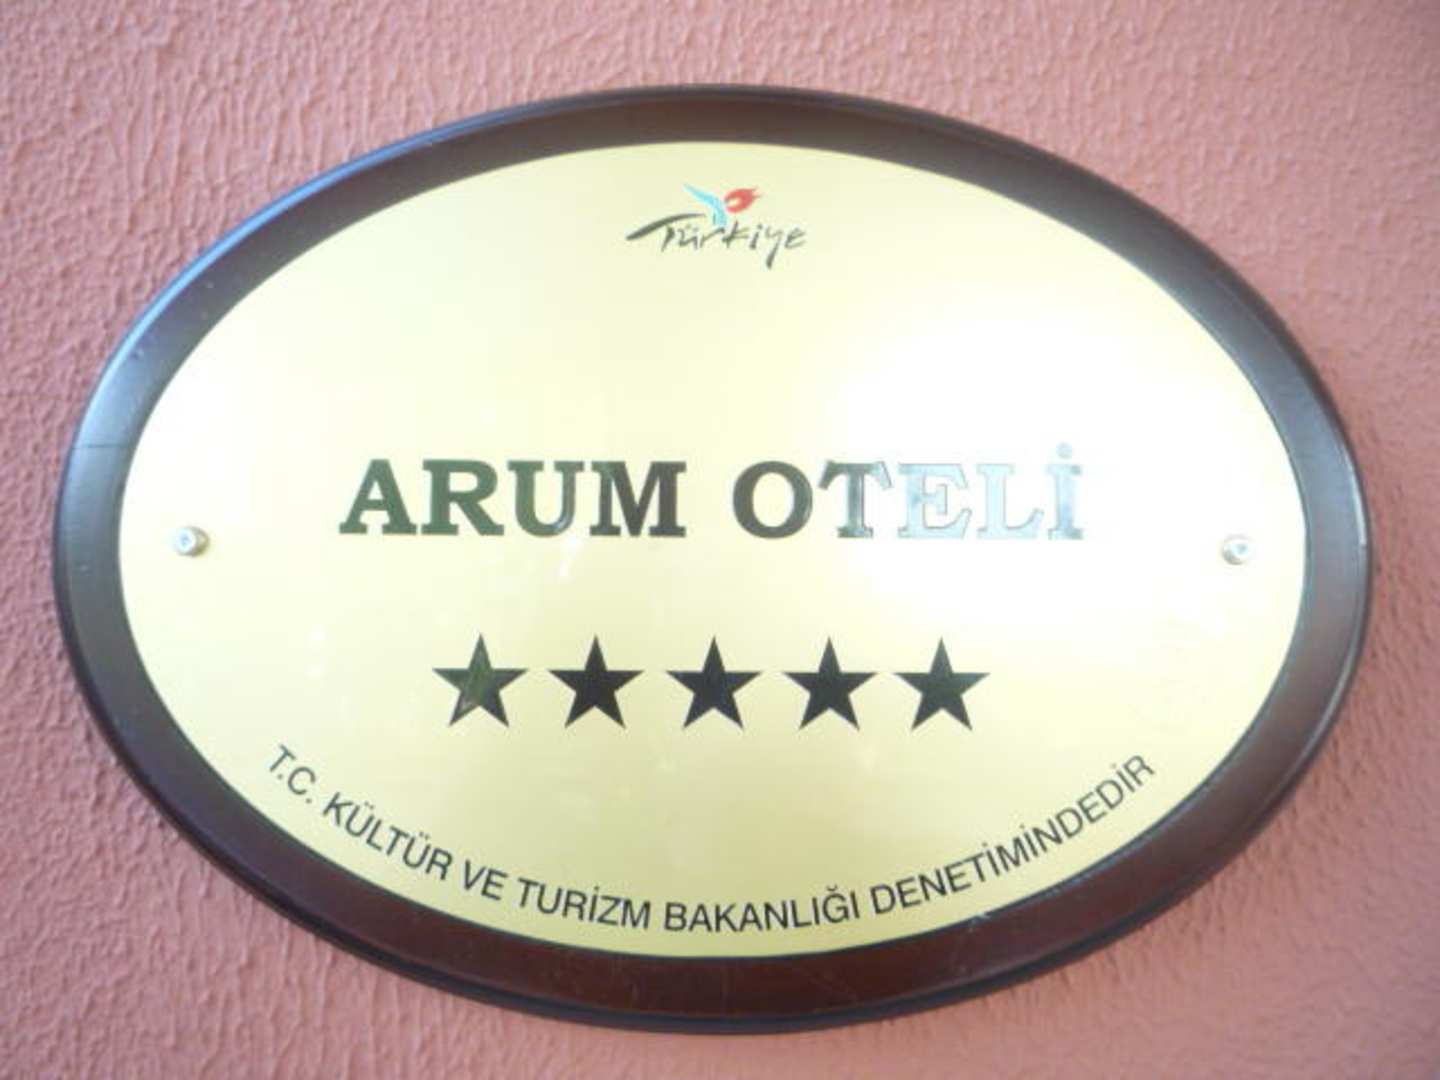 Türkiye
ARUM OTELİ
T.C. KÜLTÜR VE TURİZM BAKANLIĞI DENETİMİNDEDİR